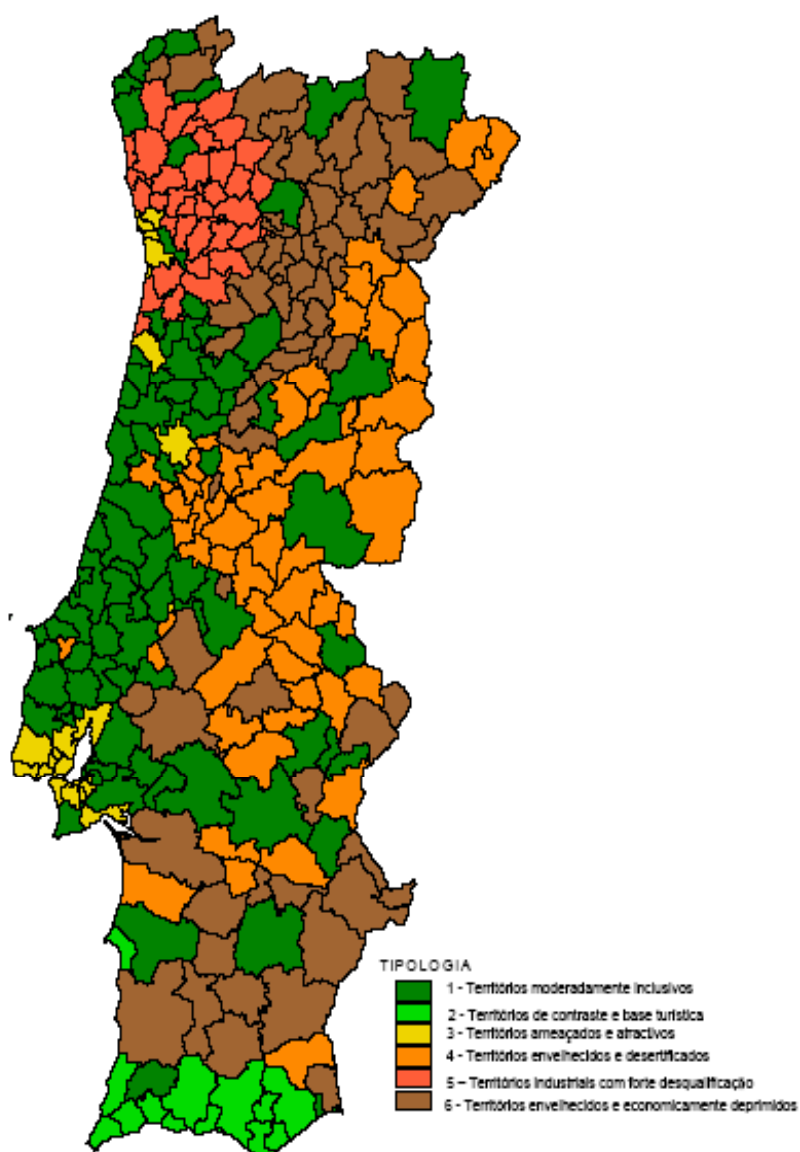 TIPOLOGIA
1 - Territórios moderadamente inclusivos
2 - Territórios de contraste e base turística
3 - Territórios ameaçados e atractivos
4 - Territórios envelhecidos e desertificados
5 – Territórios industriais com forte desqualificação
6 - Territórios envelhecidos e economicamente deprimidos